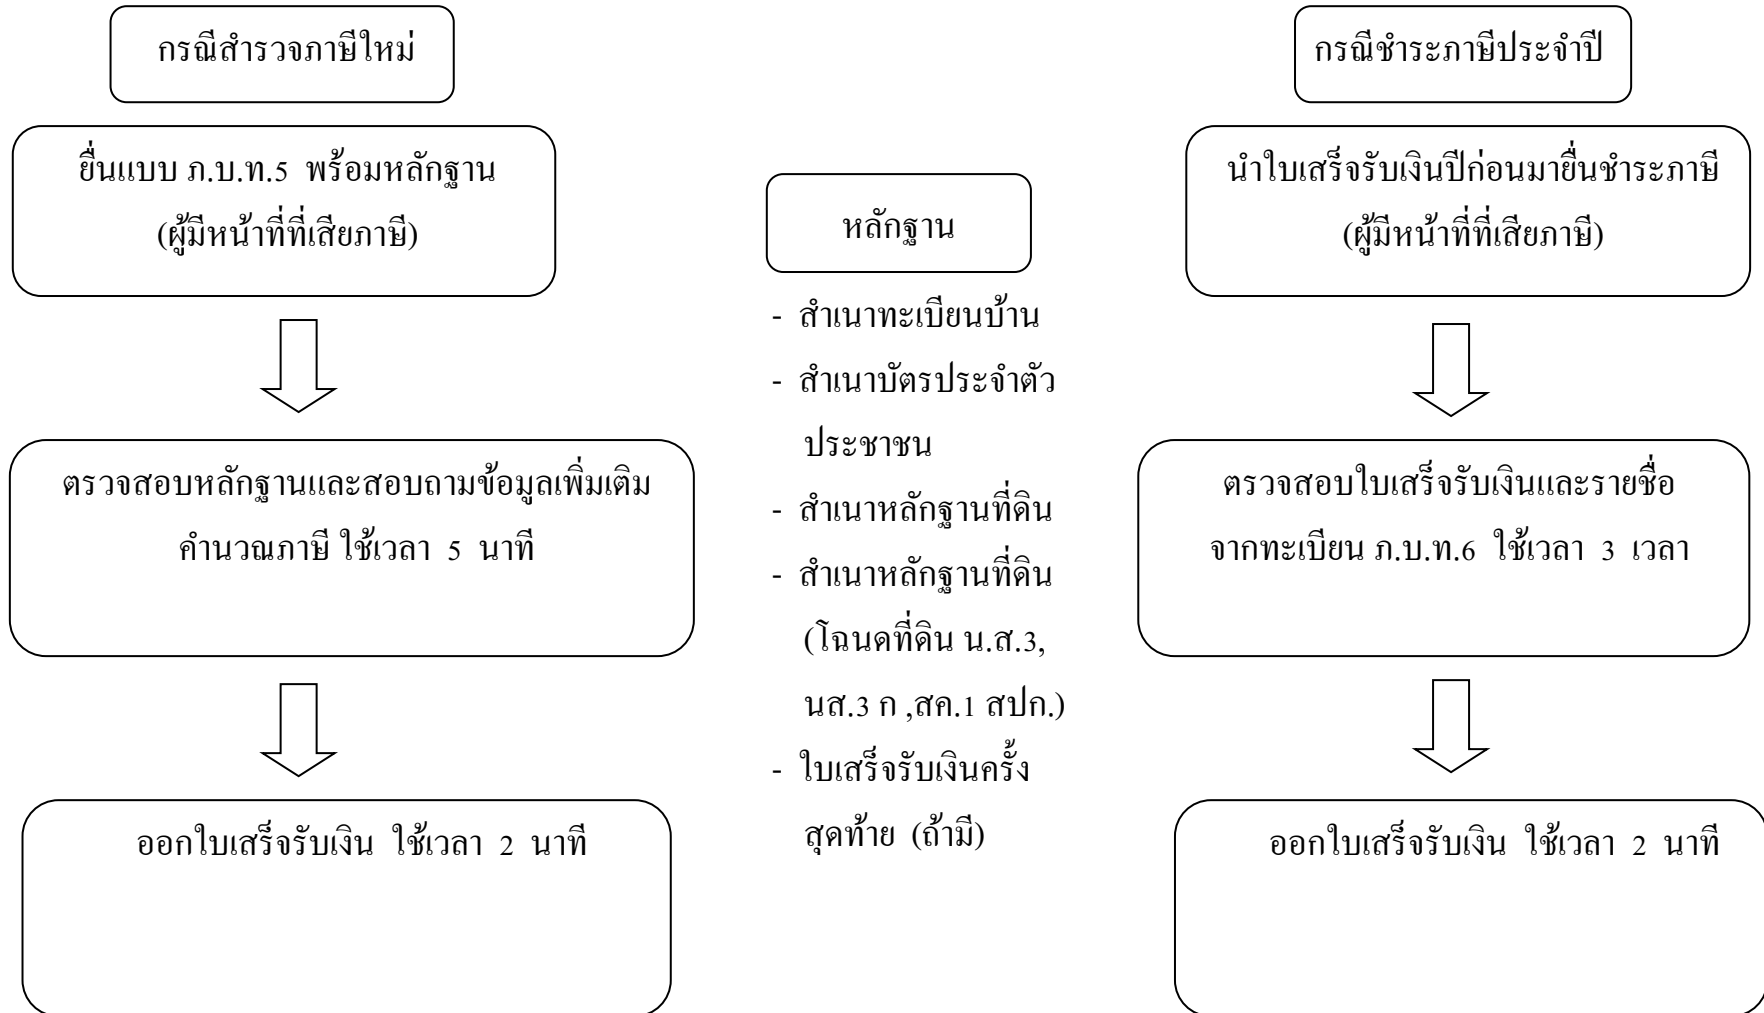 กรณีสำรวจภาษีใหม่
ยื่นแบบ ภ.บ.ท.5 พร้อมหลักฐาน
(ผู้มีหน้าที่ที่เสียภาษี)
ตรวจสอบหลักฐานและสอบถามข้อมูลเพิ่มเติม
คำนวณภาษี ใช้เวลา 5 นาที
ออกใบเสร็จรับเงิน ใช้เวลา 2 นาที
หลักฐาน
- สำเนาทะเบียนบ้าน
- สำเนาบัตรประจำตัว
ประชาชน
- สำเนาหลักฐานที่ดิน
- สำเนาหลักฐานที่ดิน
(โฉนดที่ดิน น.ส.3,
นส.3 ก ,สค.1 สปก.)
- ใบเสร็จรับเงินครั้ง
สุดท้าย (ถ้ามี)
กรณีชำระภาษีประจำปี
นำใบเสร็จรับเงินปีก่อนมายื่นชำระภาษี
(ผู้มีหน้าที่ที่เสียภาษี)
ตรวจสอบใบเสร็จรับเงินและรายชื่อ
จากทะเบียน ภ.บ.ท.6 ใช้เวลา 3 เวลา
ออกใบเสร็จรับเงิน ใช้เวลา 2 นาที